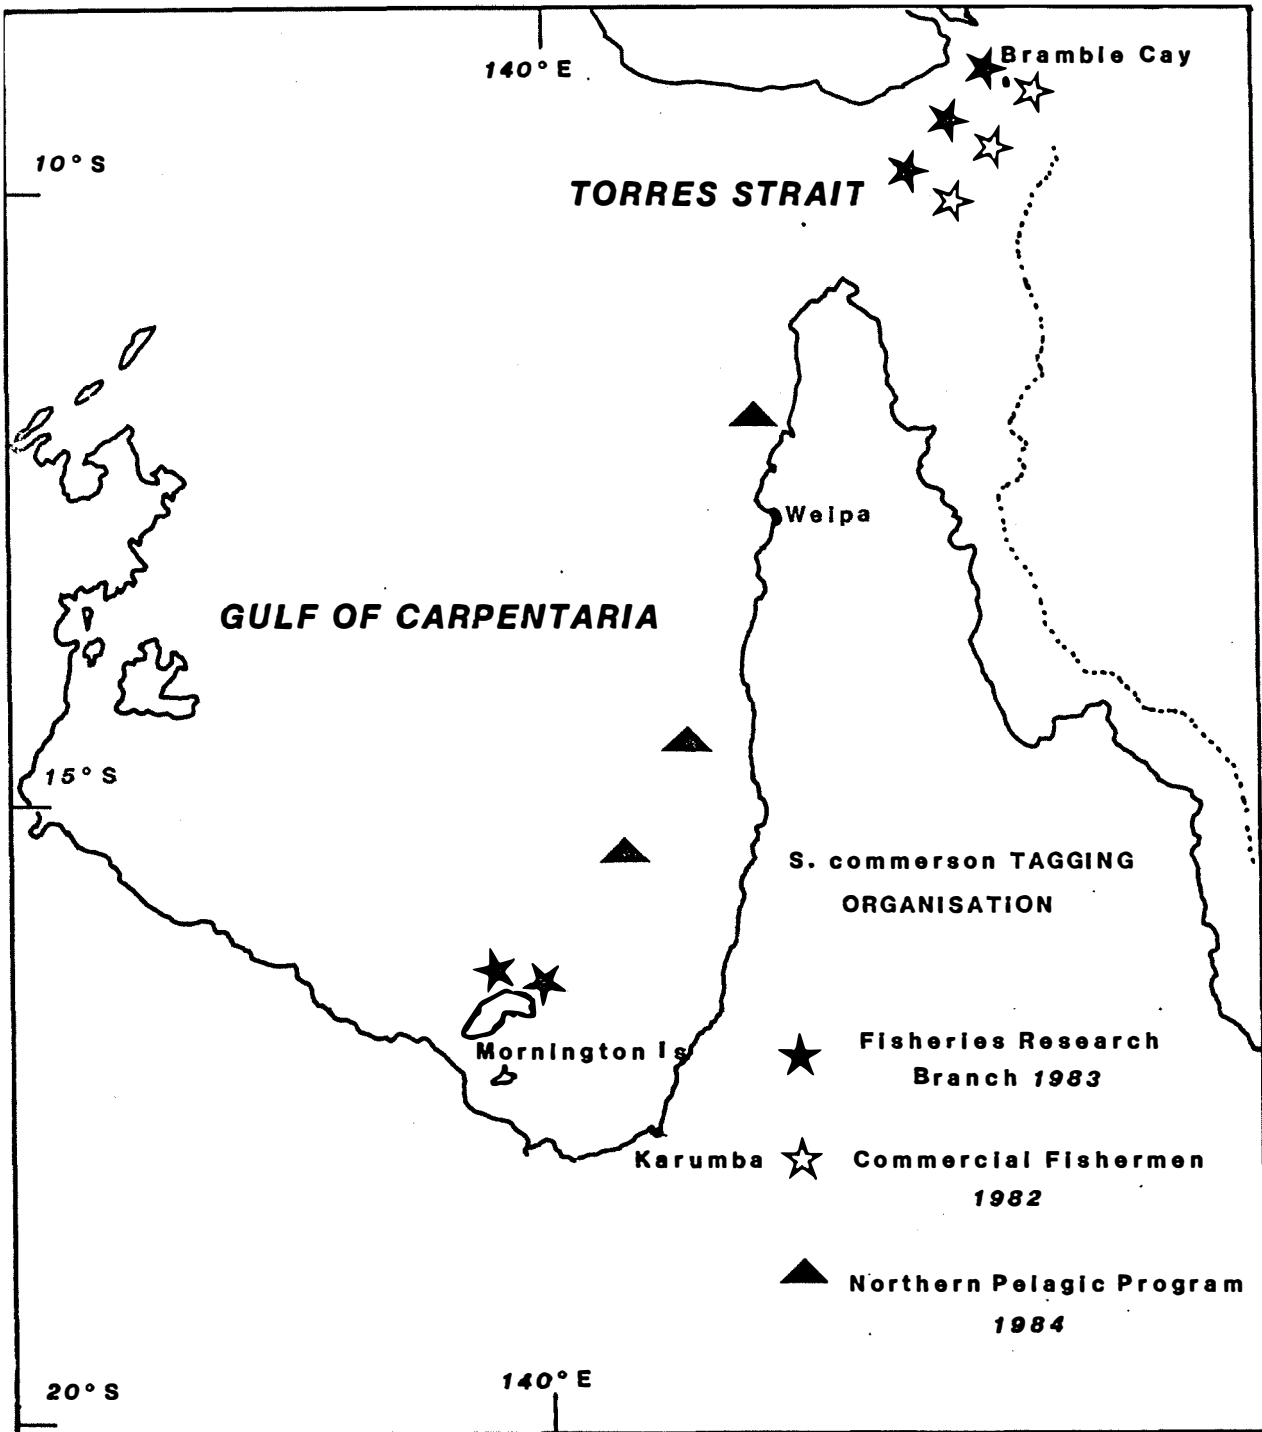 140° E
Bramble Cay
10° S
TORRES STRAIT
Weipa
GULF OF CARPENTARIA
15° S
S. commerson TAGGING
ORGANISATION
Mornington Is
Fisheries Research
Branch 1983
Karumba
Commercial Fishermen
1982
Northern Pelagic Program
1984
140° E
20° S